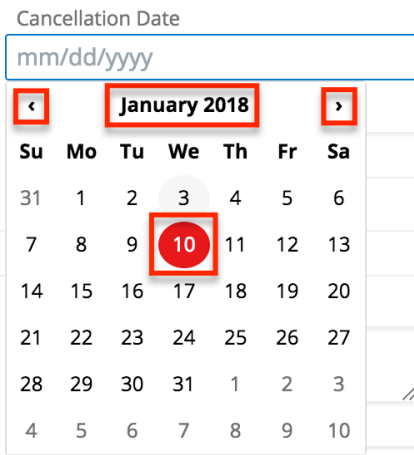 Cancellation Date
mm/dd/yyyy
‹ January 2018 ›
Su Mo Tu We Th Fr Sa
31 1 2 3 4 5 6
7 8 9 10 11 12 13
14 15 16 17 18 19 20
21 22 23 24 25 26 27
28 29 30 31 1 2 3
4 5 6 7 8 9 10